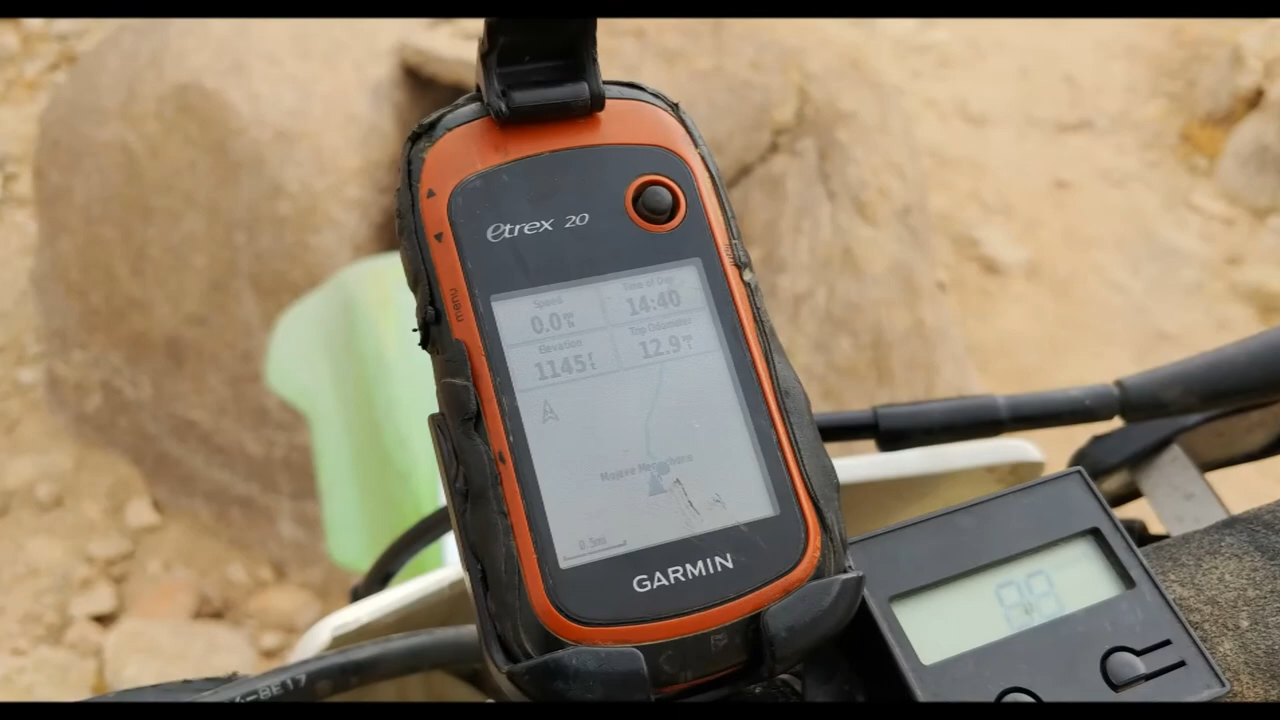 etrex 20
menu
Speed
0.0
Time of Day
14:40
Elevation
1145 ft
Trip Odometer
12.9
0.5mi
GARMIN